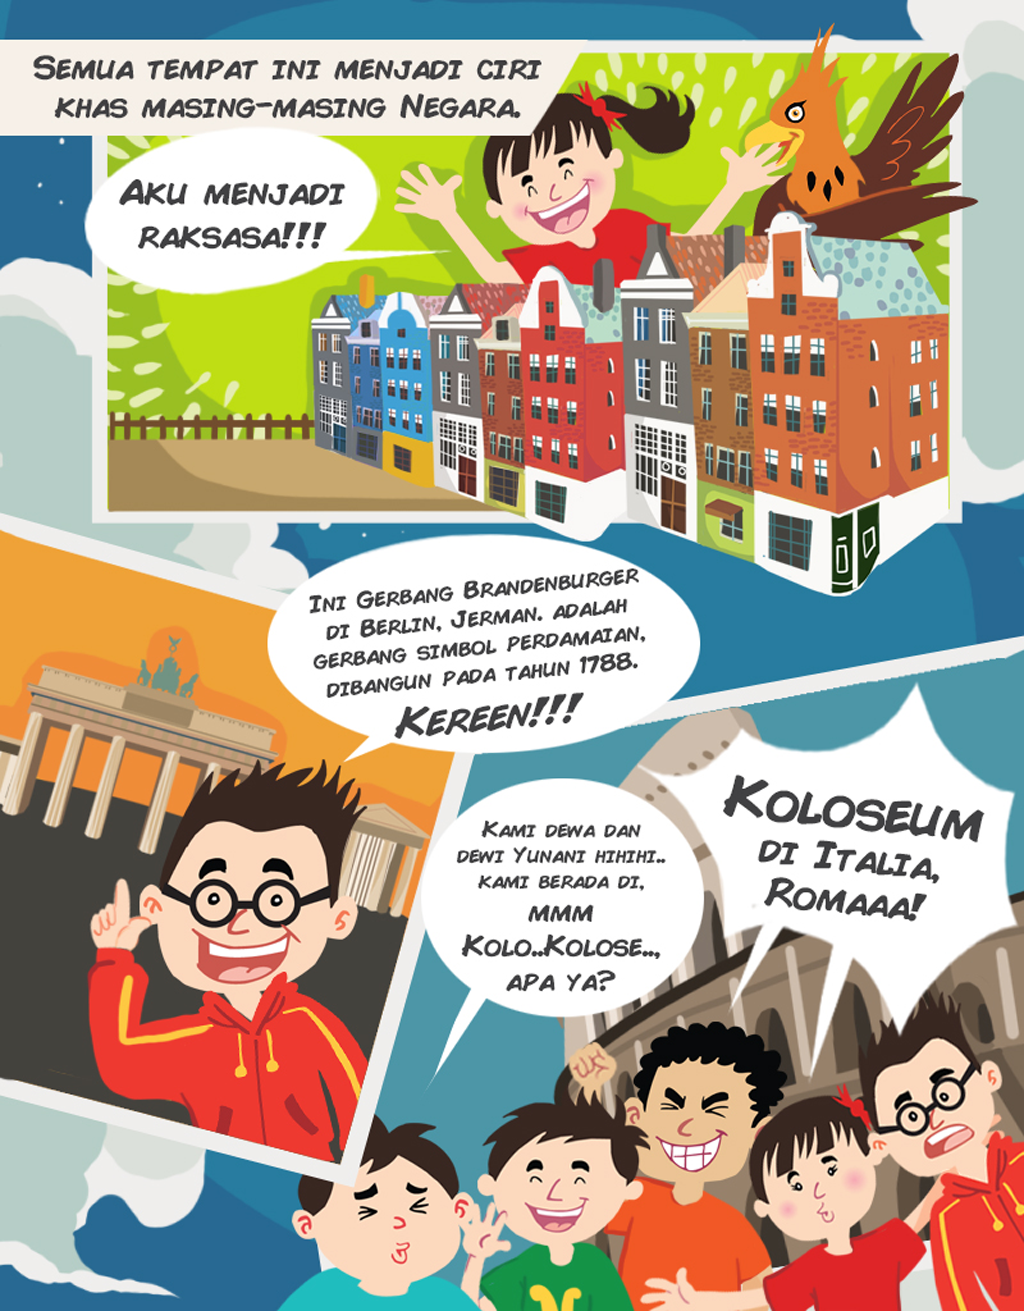 SEMUA TEMPAT INI MENJADI CIRI
KHAS MASING-MASING NEGARA.
AKU MENJADI
RAKSASA!!!
INI GERBANG BRANDENBURGER
DI BERLIN, JERMAN. ADALAH
GERBANG SIMBOL PERDAMAIAN,
DIBANGUN PADA TAHUN 1788.
KEREEN!!!
KAMI DEWA DAN
DEWI YUNANI HIHIHI..
KAMI BERADA DI,
MMM
KOLO..KOLOSE..,
APA YA?
KOLOSEUM
DI ITALIA,
ROMAAA!